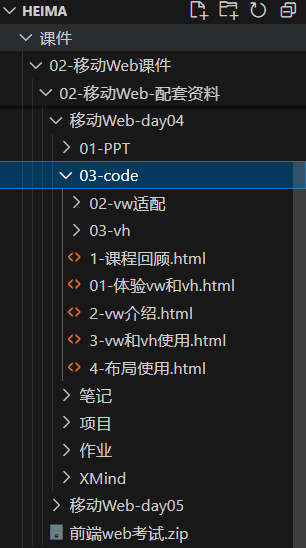 HEIMA
课件
02-移动Web课件
02-移动Web-配套资料
移动Web-day04
01-PPT
03-code
02-vw适配
03-vh
1-课程回顾.html
01-体验vw和vh.html
2-vw介绍.html
3-vw和vh使用.html
4-布局使用.html
笔记
项目
作业
XMind
移动Web-day05
前端web考试.zip